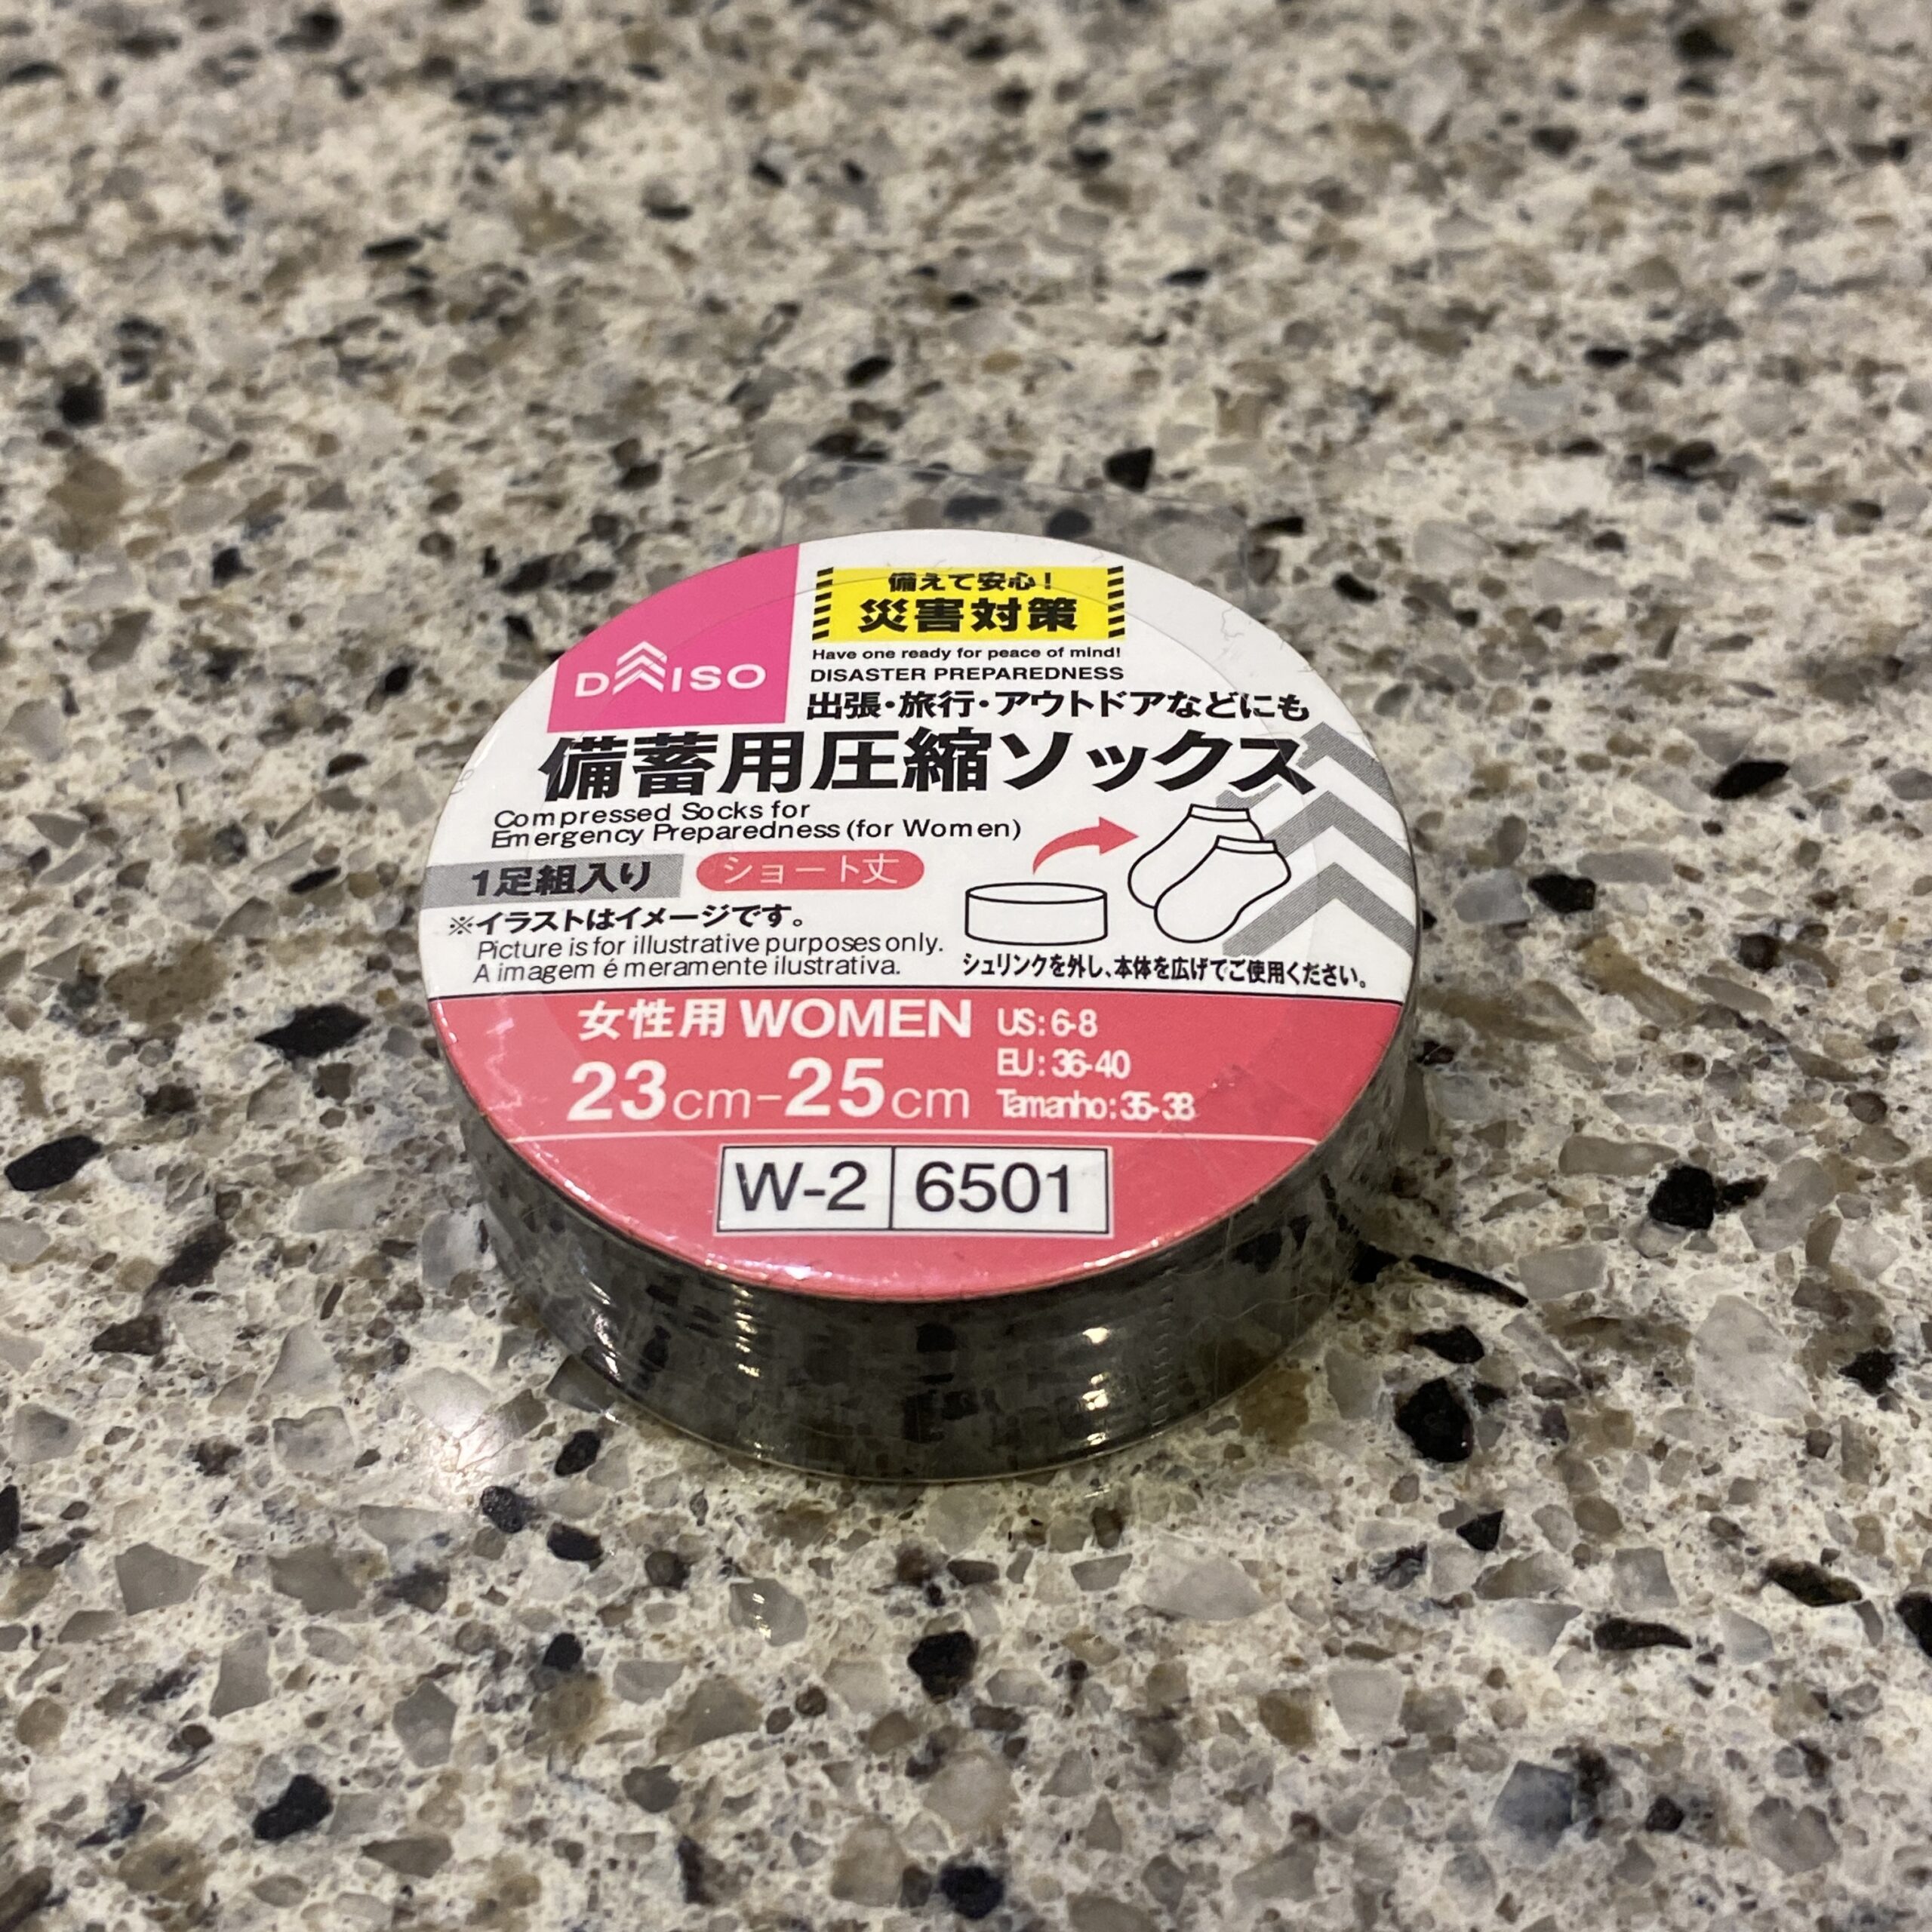 DAISO
備えて安心!
災害対策
Have one ready for peace of mind!
DISASTER PREPAREDNESS
出張・旅行・アウトドアなどにも
備蓄用圧縮ソックス
Compressed Socks for
Emergency Preparedness (for Women)
1足組入り ショート丈
※イラストはイメージです。
Picture is for illustrative purposes only.
A imagem é meramente ilustrativa.
シュリンクを外し、本体を広げてご使用ください。
女性用 WOMEN
23cm-25cm
US: 6-8
EU: 36-40
Tamanho: 35-38
W-2 6501